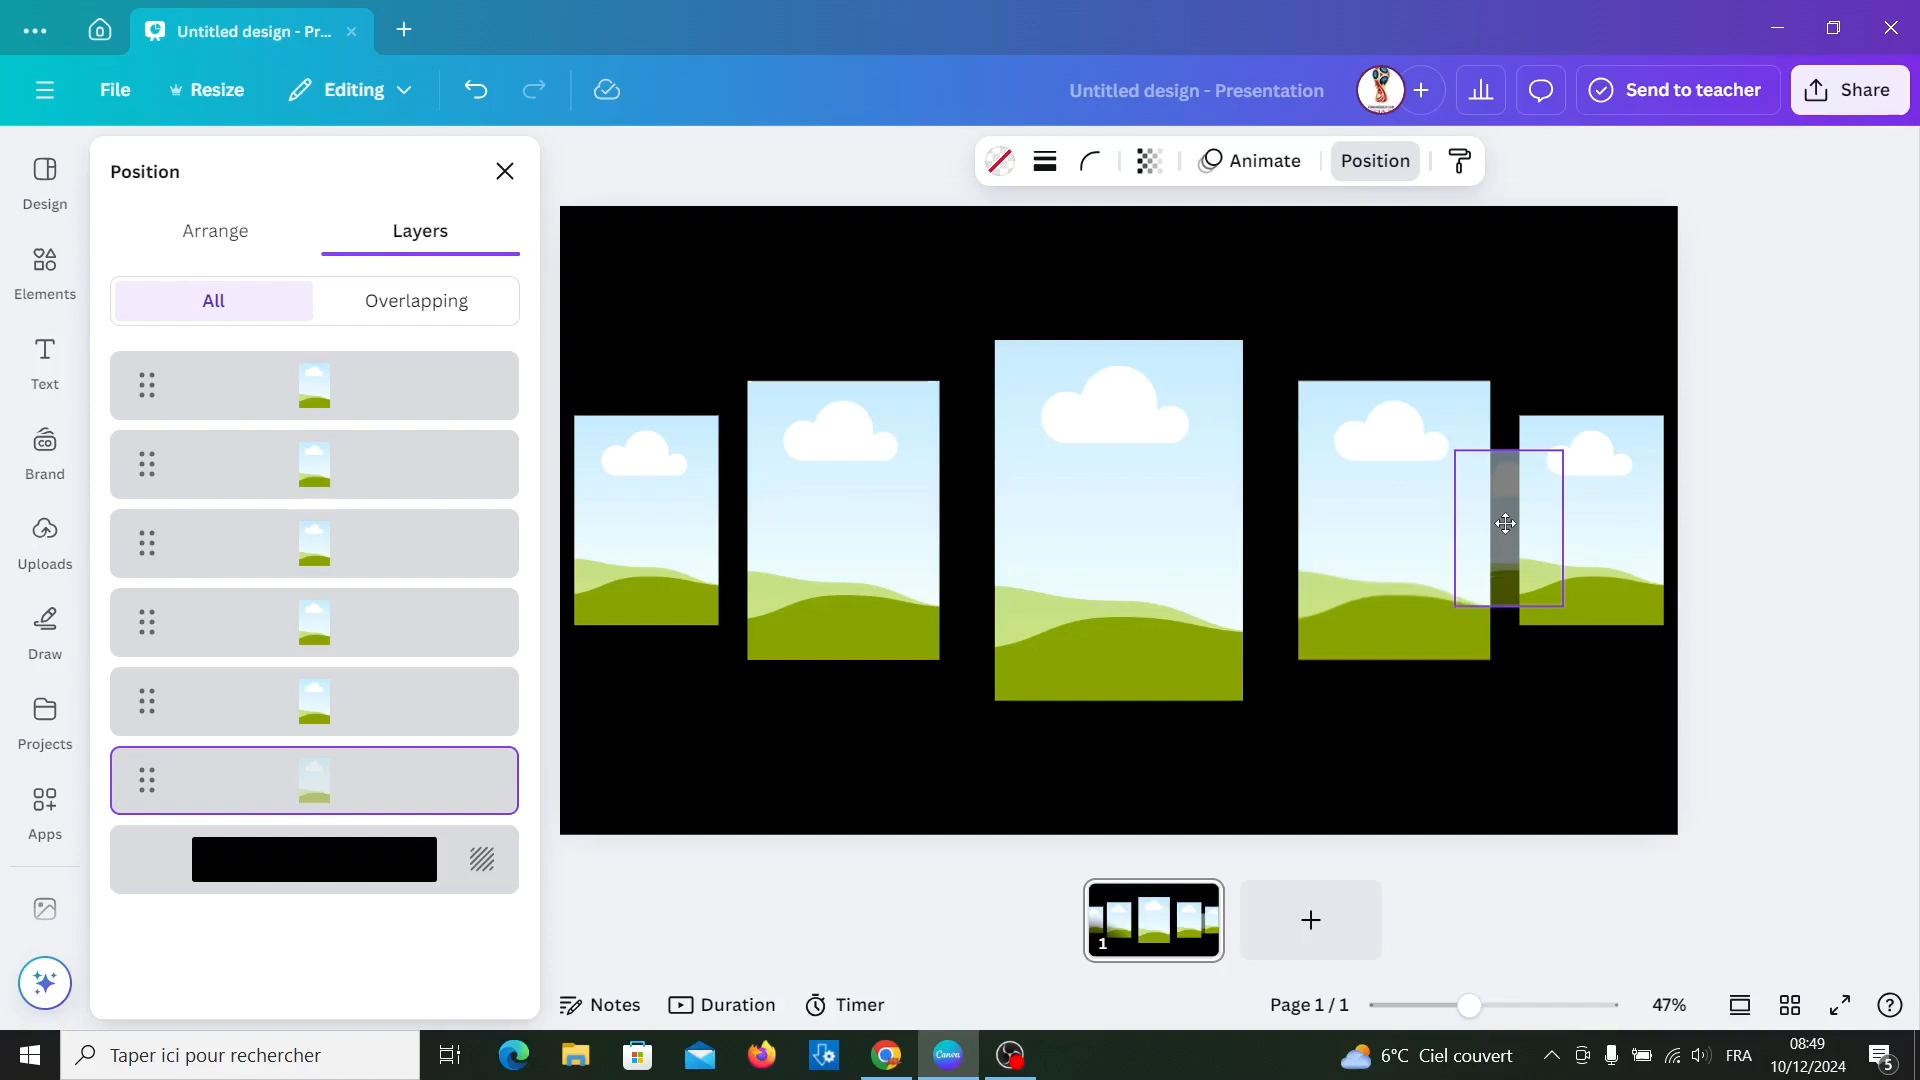 Untitled design - Pr...
File
Resize
Editing
Untitled design - Presentation
Send to teacher
Share
Design
Elements
Text
Brand
Uploads
Draw
Projects
Apps
Position
Arrange
Layers
All
Overlapping
Animate
Position
1
Notes
Duration
Timer
Page 1 / 1
47%
Taper ici pour rechercher
Canva
6°C Ciel couvert
FRA
08:49
10/12/2024
5